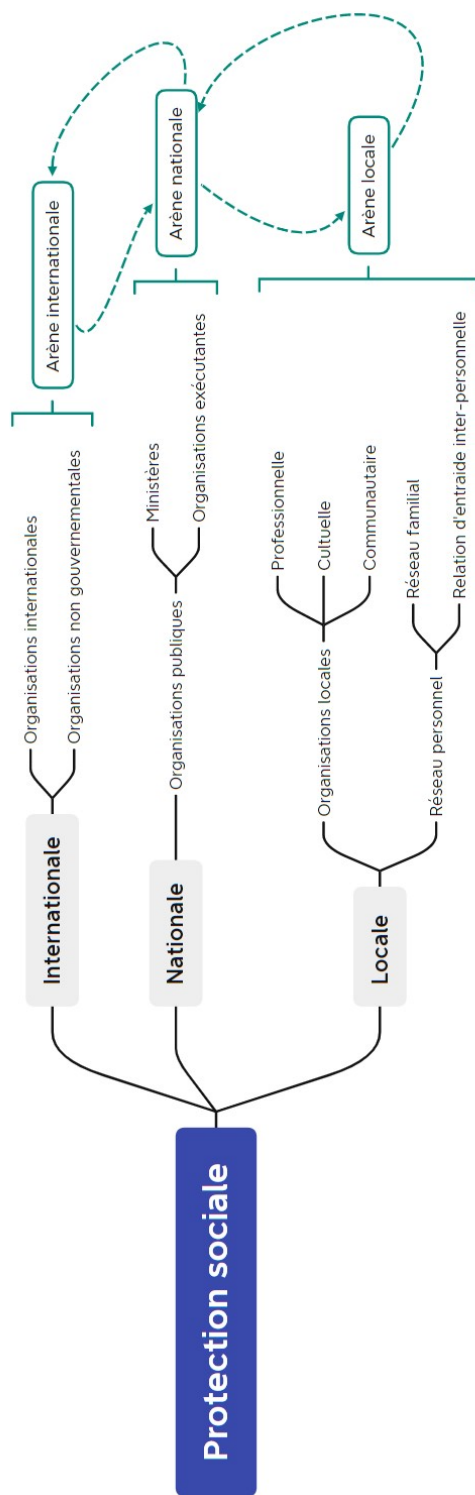 Protection sociale
Internationale
Organisations internationales
Organisations non gouvernementales
Arène internationale
Nationale
Organisations publiques
Ministères
Organisations exécutantes
Arène nationale
Locale
Organisations locales
Professionnelle
Cultuelle
Communautaire
Réseau personnel
Réseau familial
Relation d'entraide inter-personnelle
Arène locale